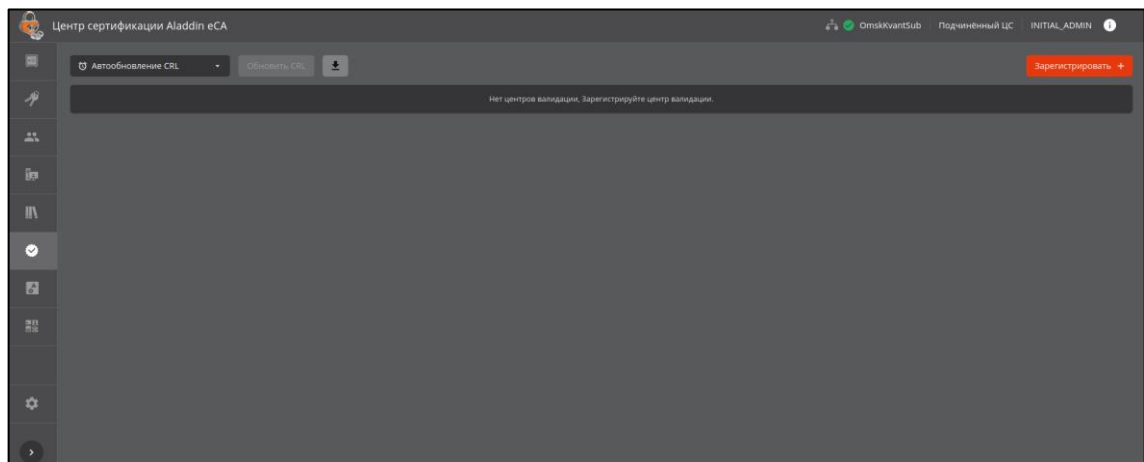 Центр сертификации Aladdin eCA
OmskKvantSub
Подчинённый ЦС
INITIAL_ADMIN
Автообновление CRL
Обновить CRL
Зарегистрировать +
Нет центров валидации, Зарегистрируйте центр валидации.